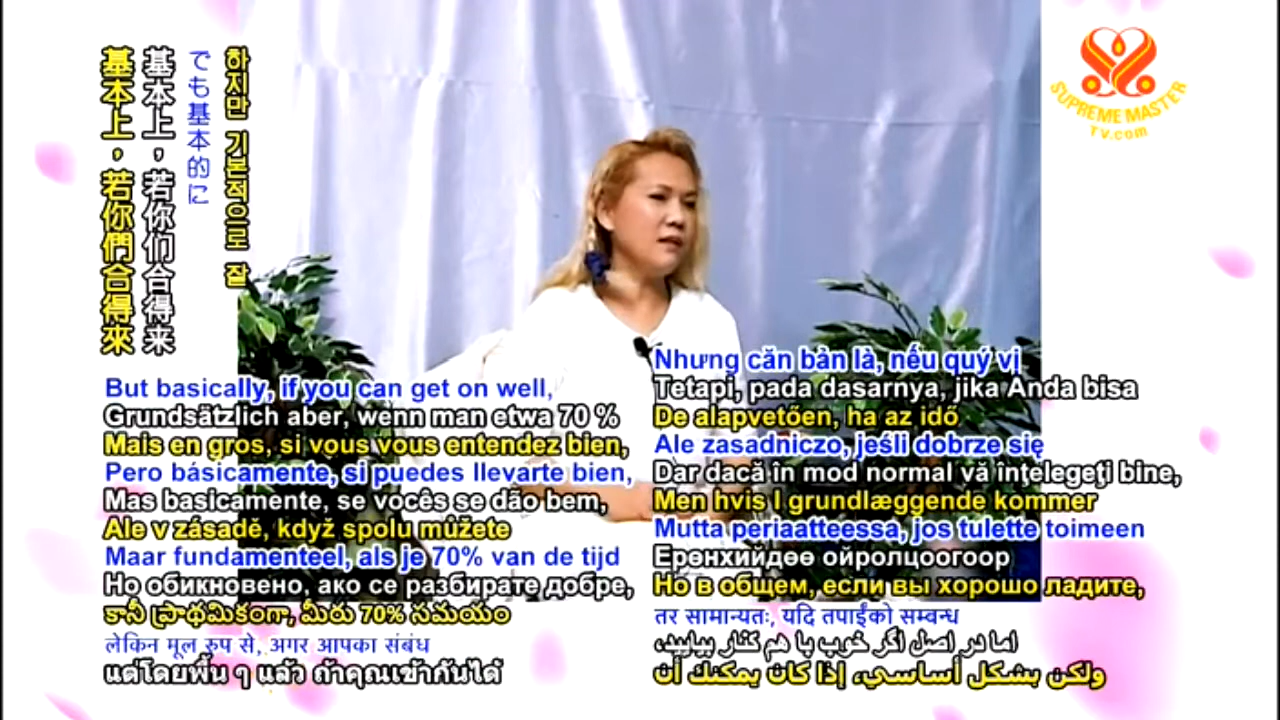 基本上，若你們合得來
基本上，若你们合得来
でも基本的に
하지만 기본적으로 잘
SUPREME MASTER
TV.com
But basically, if you can get on well,
Grundsätzlich aber, wenn man etwa 70 %
Mais en gros, si vous vous entendez bien,
Pero básicamente, si puedes llevarte bien,
Mas basicamente, se vocês se dão bem,
Ale v zásadě, když spolu můžete
Maar fundamenteel, als je 70% van de tijd
Но обикновено, ако се разбирате добре,
కానీ ప్రాథమికంగా, మీరు 70% సమయం
लेकिन मूल रुप से, अगर आपका संबंध
แต่โดยพื้น ๆ แล้ว ถ้าคุณเข้ากันได้
Nhưng căn bản là, nếu quý vị
Tetapi, pada dasarnya, jika Anda bisa
De alapvetően, ha az idő
Ale zasadniczo, jeśli dobrze się
Dar dacă în mod normal vă înţelegeţi bine,
Men hvis I grundlæggende kommer
Mutta periaatteessa, jos tulette toimeen
Ерөнхийдөө ойролцоогоор
Но в общем, если вы хорошо ладите,
तर सामान्यतः, यदि तपाईंको सम्वन्ध
اما در اصل اگر خوب با هم کنار بیایید،
ولكن بشكل أساسي، إذا كان يمكنك أن